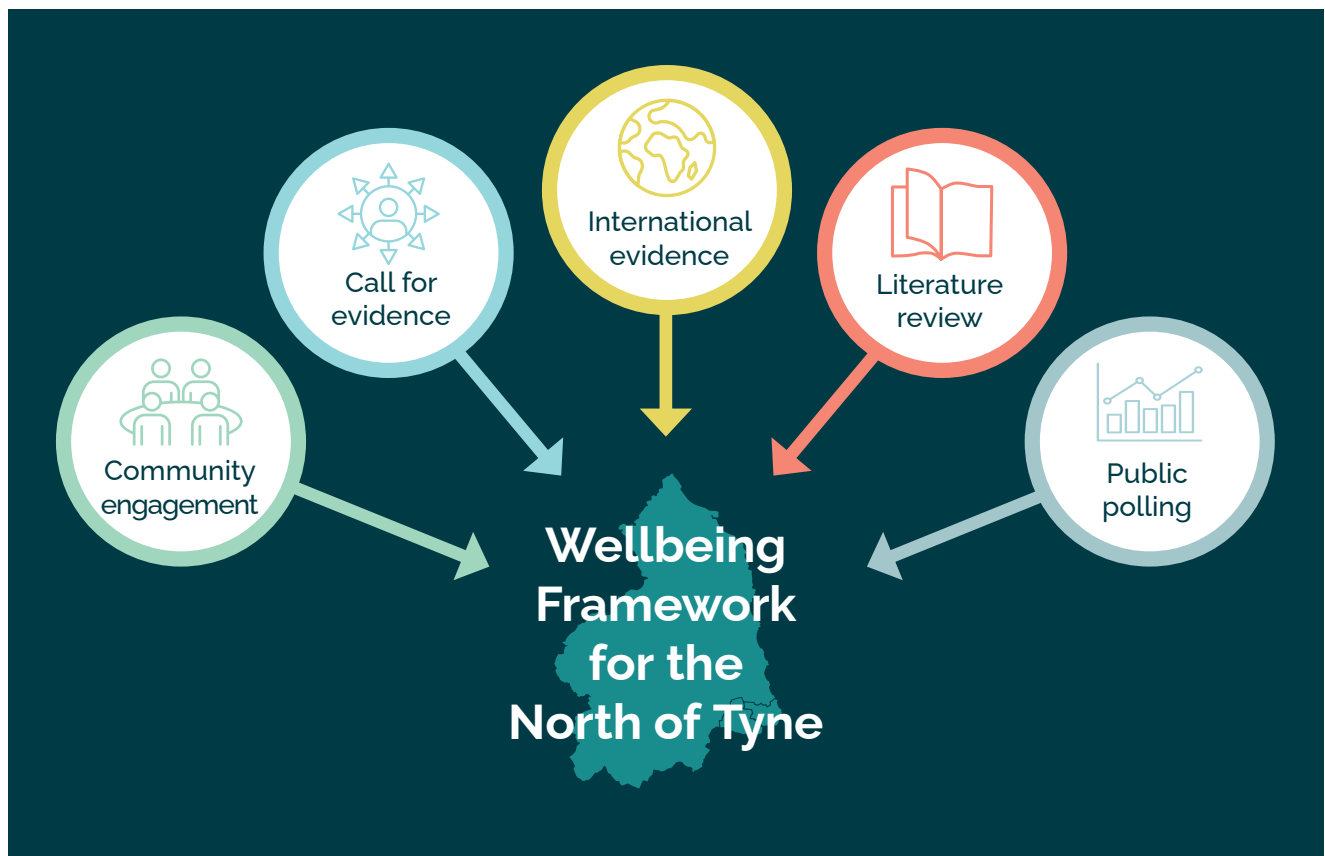 International
evidence
Call for
evidence
Literature
review
Community
engagement
Public
polling
Wellbeing
Framework
for the
North of Tyne